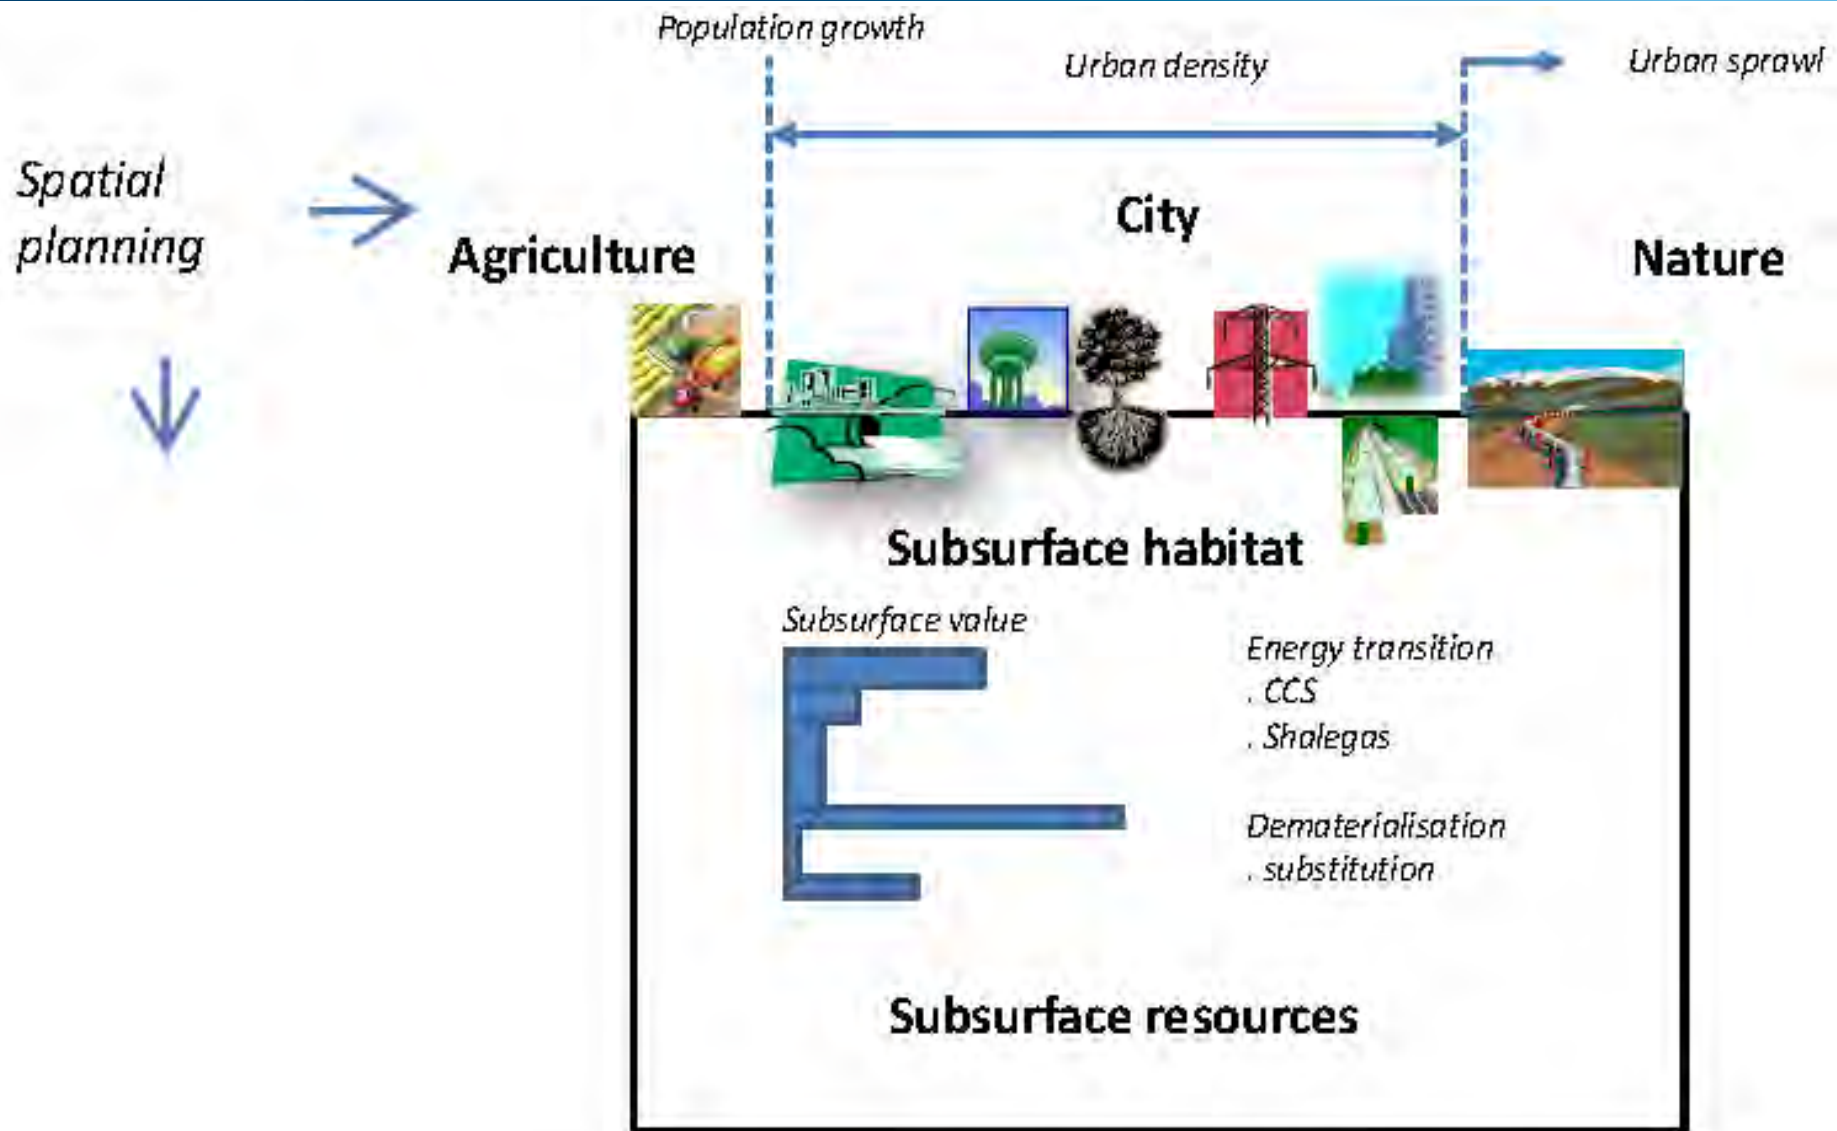 Population growth
Urban density
Urban sprawl
Spatial
planning
City
Agriculture
Nature
Subsurface habitat
Subsurface value
Energy transition
. CCS
. Shalegas
Dematerialisation
. substitution
Subsurface resources